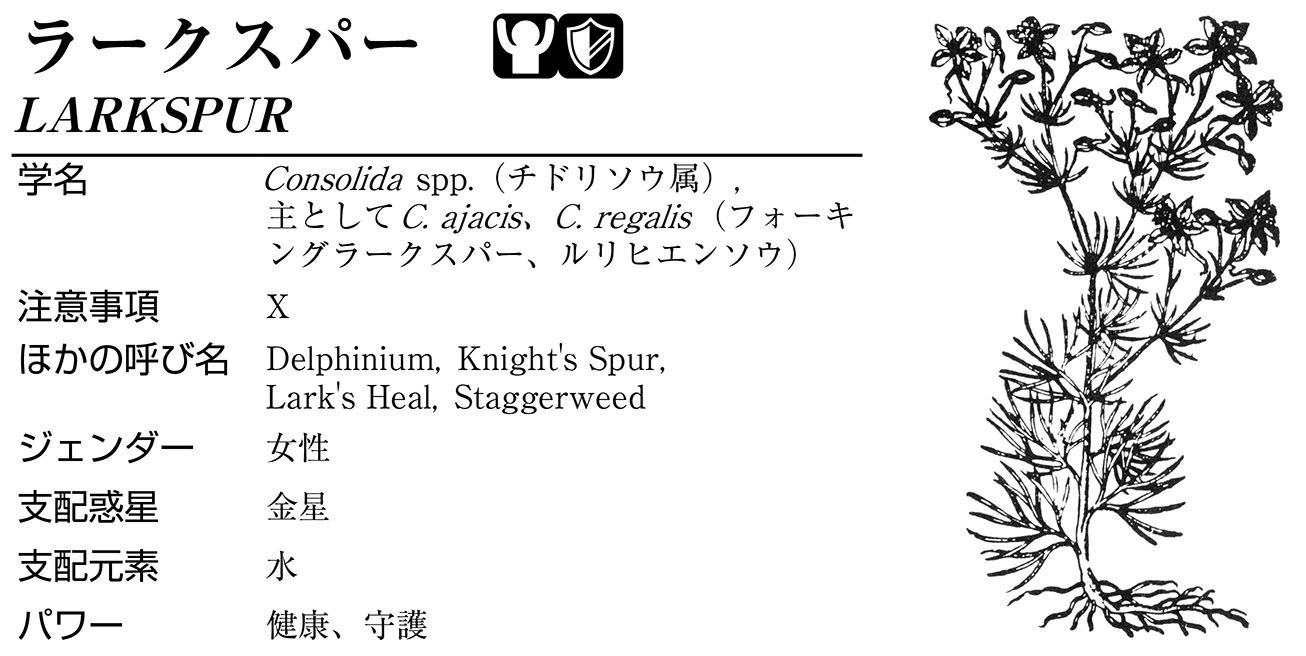 ラークスパー
LARKSPUR
学名 Consolida spp.（チドリソウ属）,
主としてC. ajacis、C. regalis（フォーキ
ングラークスパー、ルリヒエンソウ）
注意事項 X
ほかの呼び名 Delphinium, Knight's Spur,
Lark's Heal, Staggerweed
ジェンダー 女性
支配惑星 金星
支配元素 水
パワー 健康、守護